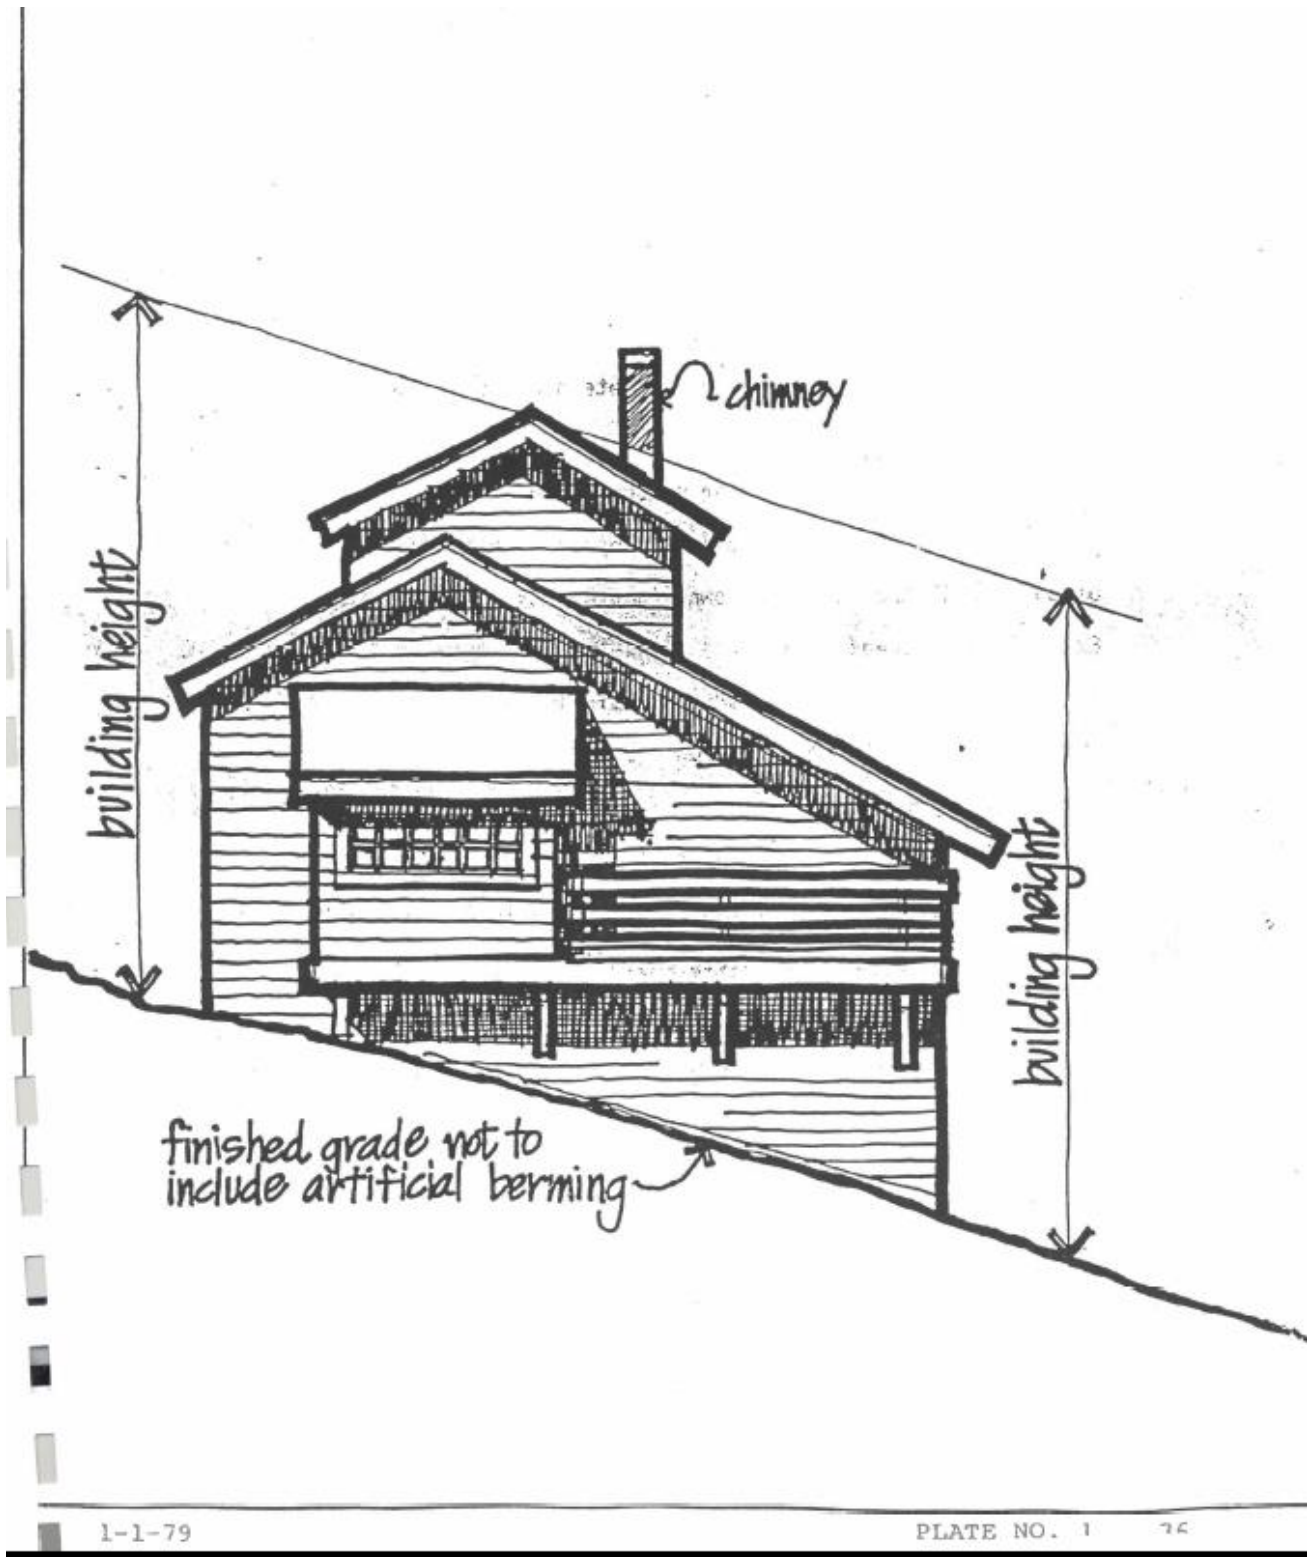 chimney
building height
building height
finished grade not to
include artificial berming
1-1-79
PLATE NO. 1